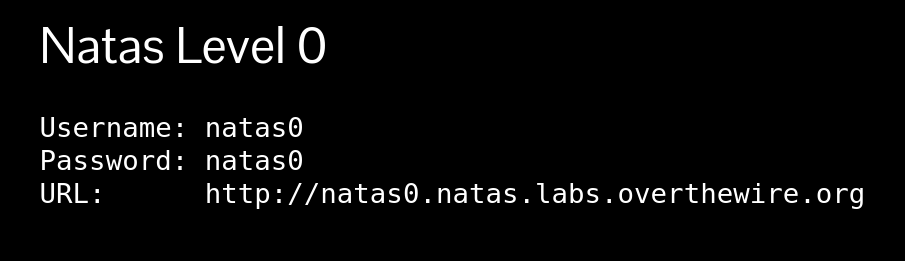 Natas Level 0
Username: natas0
Password: natas0
URL:      http://natas0.natas.labs.overthewire.org